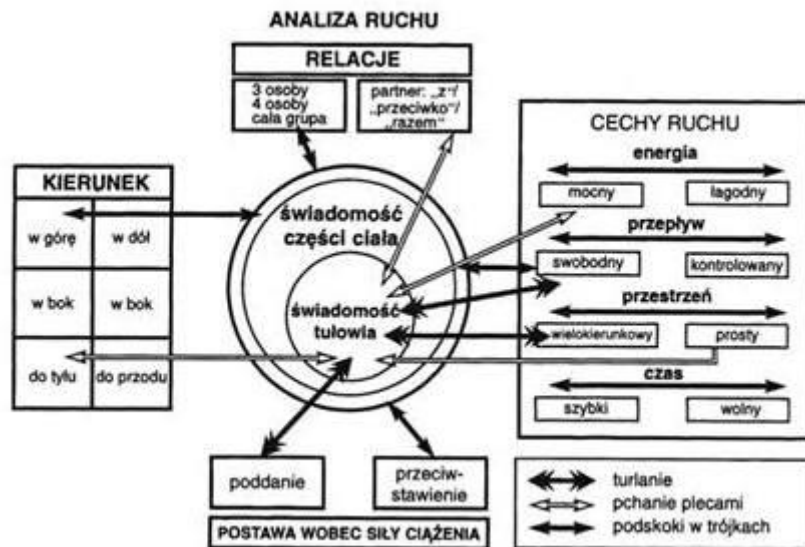 ANALIZA RUCHU
RELACJE
3 osoby
4 osoby
cała grupa
partner: „z”/
„przeciwko”/
„razem”
KIERUNEK
w górę
w dół
w bok
w bok
do tyłu
do przodu
świadomość
części ciała
świadomość
tułowia
CECHY RUCHU
energia
mocny
łagodny
przepływ
swobodny
kontrolowany
przestrzeń
wielokierunkowy
prosty
czas
szybki
wolny
poddanie
przeciw-
stawienie
POSTAWA WOBEC SIŁY CIĄŻENIA
turlanie
pchanie plecami
podskoki w trójkach